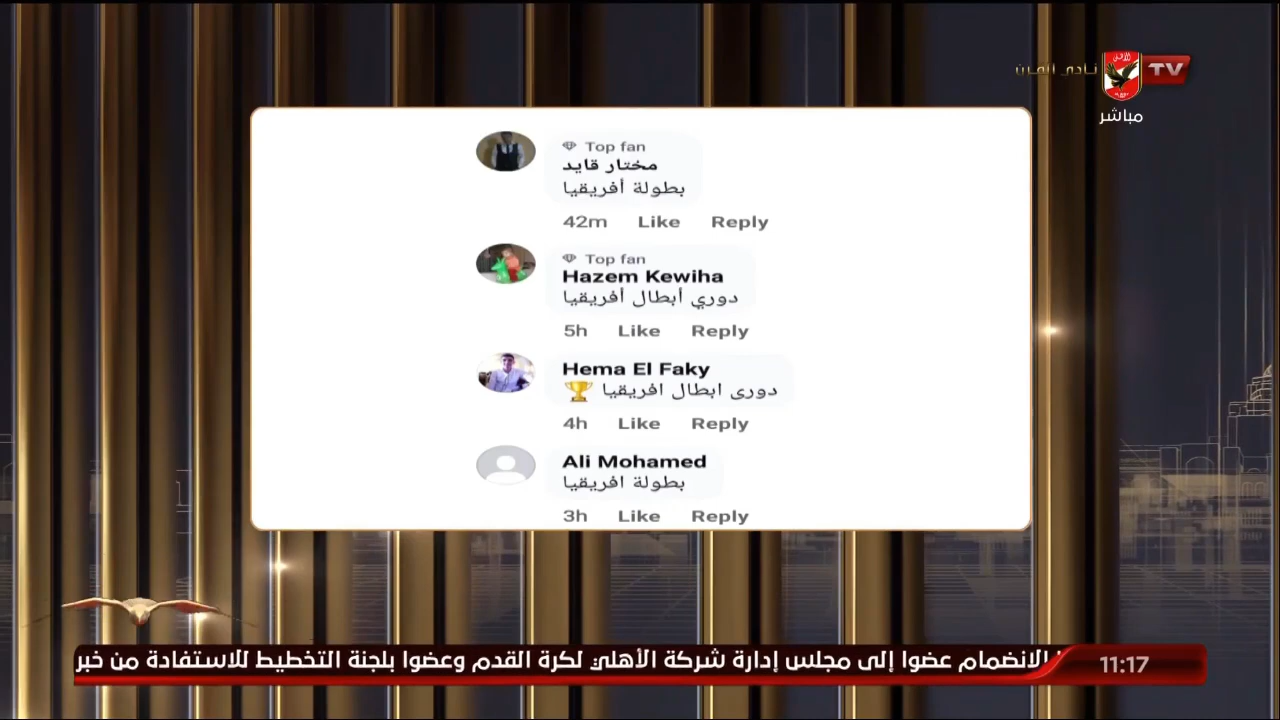 نادي القرن
TV
مباشر
Top fan
مختار قايد
بطولة أفريقيا
42m Like Reply
Top fan
Hazem Kewiha
دوري أبطال أفريقيا
5h Like Reply
Hema El Faky
دورى ابطال افريقيا 🏆
4h Like Reply
Ali Mohamed
بطولة افريقيا
3h Like Reply
الانضمام عضوا إلى مجلس إدارة شركة الأهلي لكرة القدم وعضوا بلجنة التخطيط للاستفادة من خبر
11:17